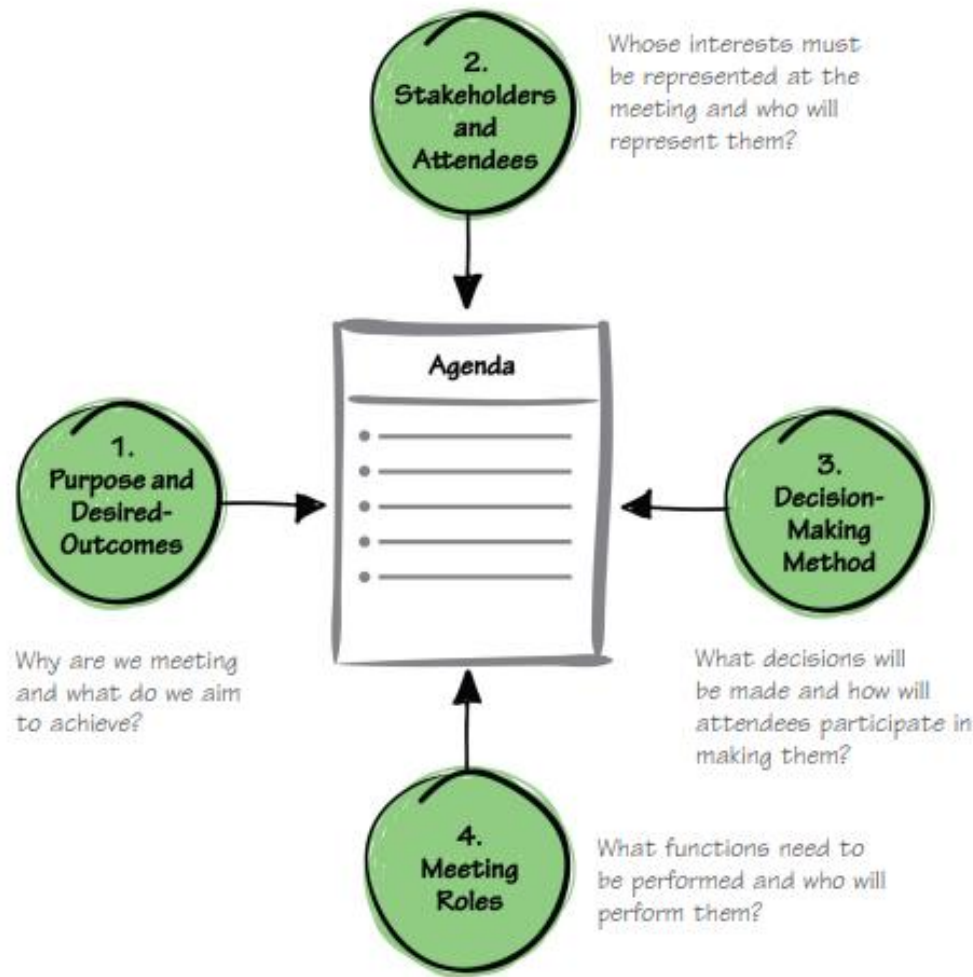 2.
Stakeholders
and
Attendees
Whose interests must
be represented at the
meeting and who will
represent them?
Agenda
1.
Purpose and
Desired-
Outcomes
Why are we meeting
and what do we aim
to achieve?
3.
Decision-
Making
Method
What decisions will
be made and how will
attendees participate in
making them?
4.
Meeting
Roles
What functions need to
be performed and who will
perform them?